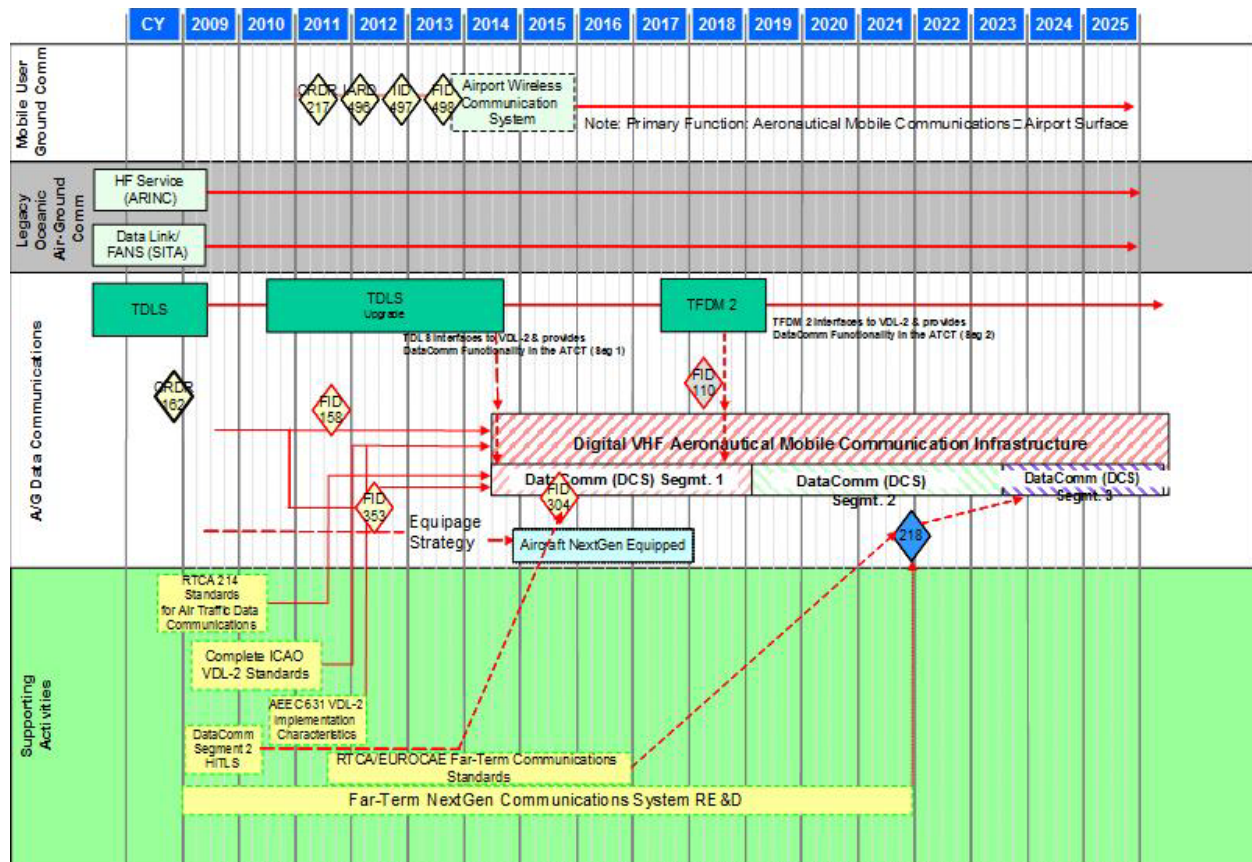 CY 2009 2010 2011 2012 2013 2014 2015 2016 2017 2018 2019 2020 2021 2022 2023 2024 2025
Mobile User
Ground Comm
CRDR
217
IARD
496
IID
497
FID
498
Airport Wireless
Communication
System
Note: Primary Function: Aeronautical Mobile Communications □ Airport Surface
Legacy
Oceanic
Air-Ground
Comm
HF Service
(ARINC)
Data Link/
FANS (SITA)
A/G Data Communications
TDLS
TDLS
Upgrade
TFDM 2
TDLS Interfaces to VDL-2 & provides
DataComm Functionality in the ATCT (Seg 1)
TFDM 2 Interfaces to VDL-2 & provides
DataComm Functionality in the ATCT (Seg 2)
CRDR
162
FID
158
FID
110
Digital VHF Aeronautical Mobile Communication Infrastructure
DataComm (DCS) Segmt. 1
DataComm (DCS)
Segmt. 2
DataComm (DCS)
Segmt. 3
FID
353
FID
304
218
Equipage
Strategy
Aircraft NextGen Equipped
Supporting
Activities
RTCA 214
Standards
for Air Traffic Data
Communications
Complete ICAO
VDL-2 Standards
AEEC 631 VDL-2
Implementation
Characteristics
DataComm
Segment 2
HITLS
RTCA/EUROCAE Far-Term Communications
Standards
Far-Term NextGen Communications System RE&D